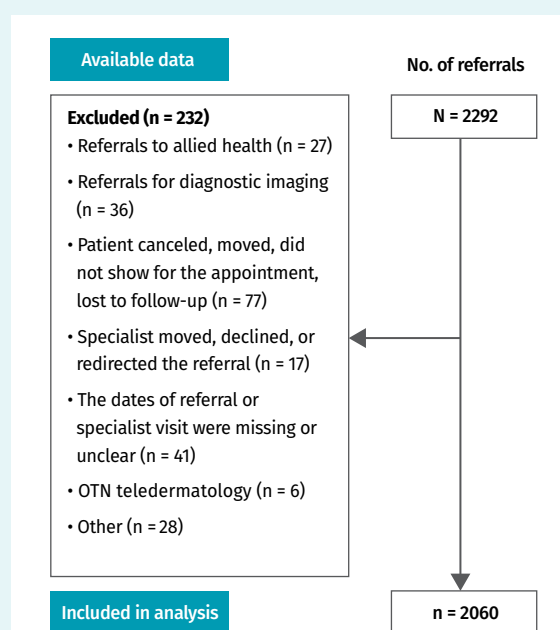 Available data
No. of referrals
N = 2292
Excluded (n = 232)
• Referrals to allied health (n = 27)
• Referrals for diagnostic imaging
(n = 36)
• Patient canceled, moved, did
not show for the appointment,
lost to follow-up (n = 77)
• Specialist moved, declined, or
redirected the referral (n = 17)
• The dates of referral or
specialist visit were missing or
unclear (n = 41)
• OTN teledermatology (n = 6)
• Other (n = 28)
Included in analysis
n = 2060